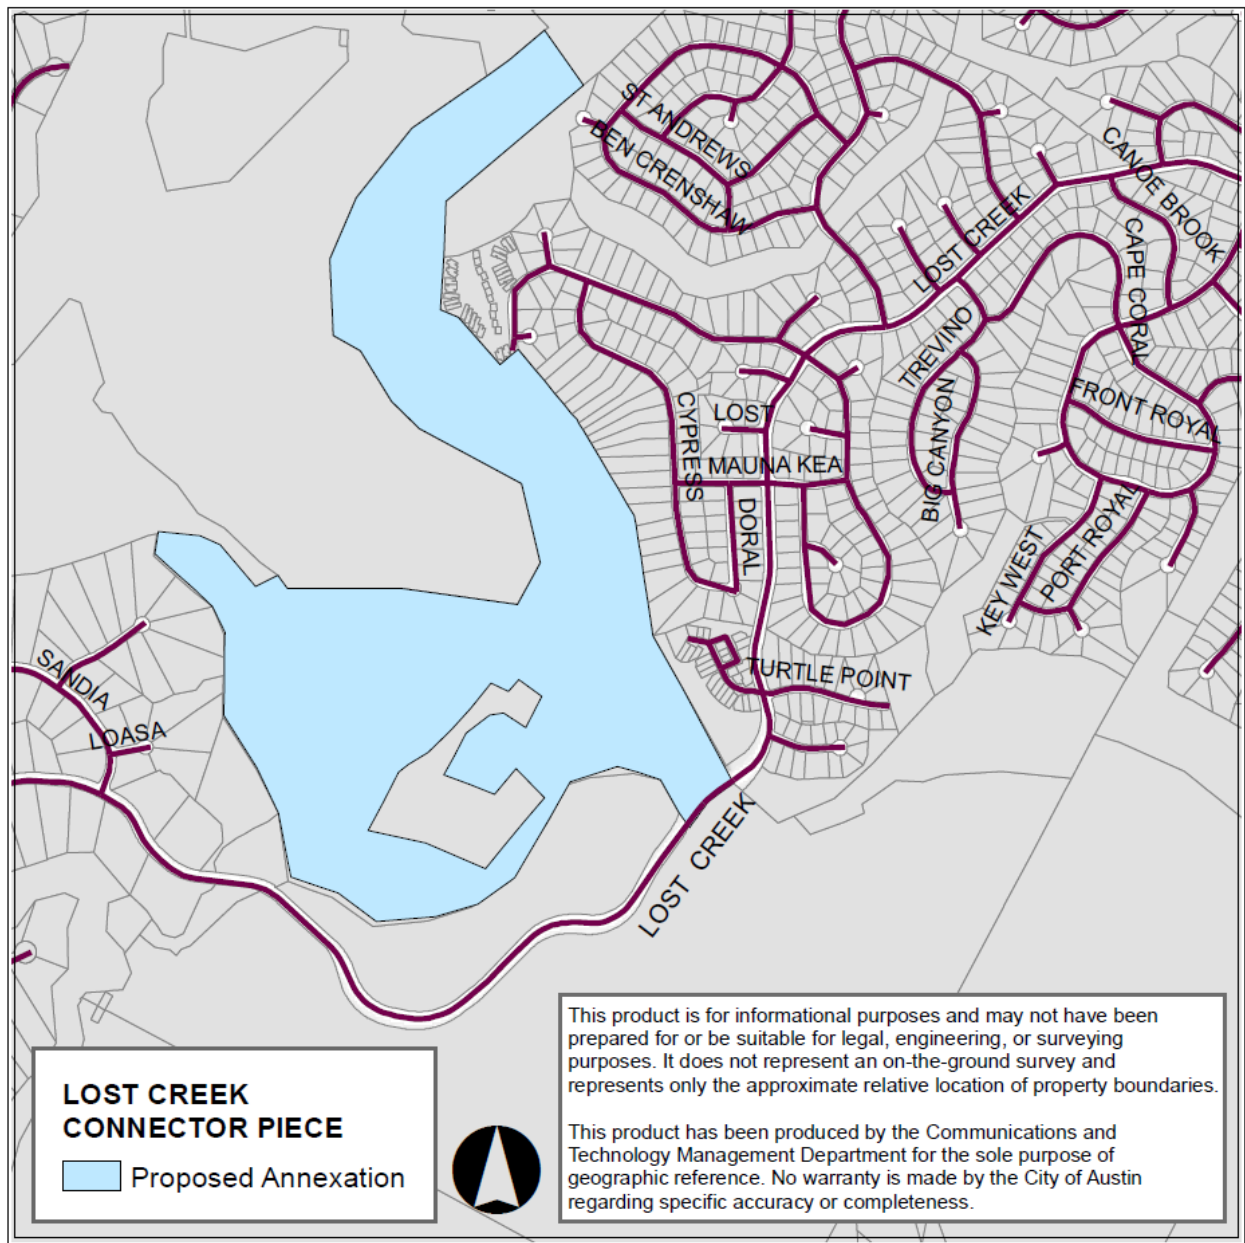 ST ANDREWS
BEN CRENSHAW
CANOE BROOK
LOST CREEK
CAPE CORAL
TREVINO
FRONT ROYAL
CYPRESS
LOST
BIG CANYON
MAUNA KEA
DORAL
PORT ROYAL
KEY WEST
SANDIA
TURTLE POINT
LOASA
LOST CREEK
This product is for informational purposes and may not have been
prepared for or be suitable for legal, engineering, or surveying
purposes. It does not represent an on-the-ground survey and
represents only the approximate relative location of property boundaries.
This product has been produced by the Communications and
Technology Management Department for the sole purpose of
geographic reference. No warranty is made by the City of Austin
regarding specific accuracy or completeness.
LOST CREEK
CONNECTOR PIECE
Proposed Annexation